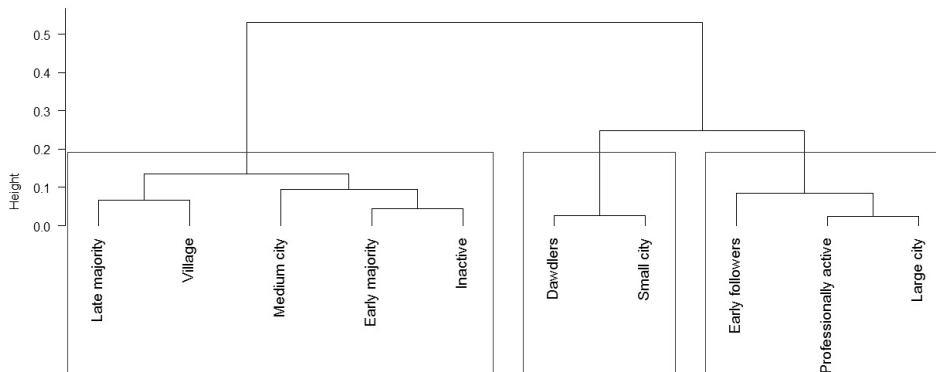 0.5
0.4
0.3
0.2
0.1
0.0
Height
Late majority
Village
Medium city
Early majority
Inactive
Dawdlers
Small city
Early followers
Professionally active
Large city